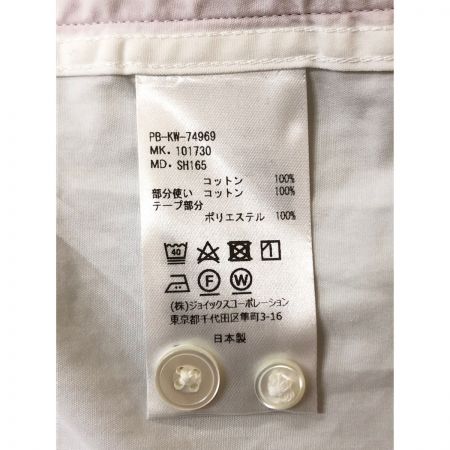 PB-KW-74969
MK. 101730
MD. SH165
コットン 100%
部分使い コットン 100%
テープ部分
ポリエステル 100%
40
F W
(株)ジョイックスコーポレーション
東京都千代田区隼町3-16
日本製